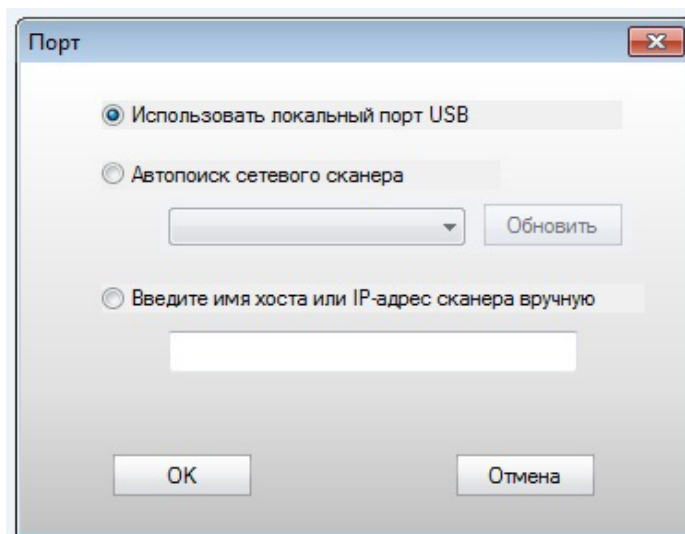 Порт
Использовать локальный порт USB
Автопоиск сетевого сканера
Обновить
Введите имя хоста или IP-адрес сканера вручную
OK
Отмена